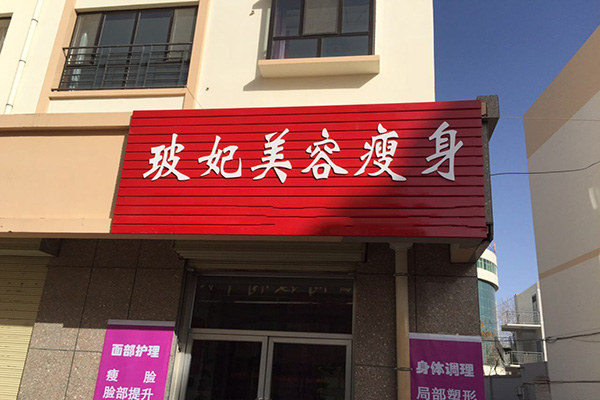 玻妃美容瘦身
面部护理
瘦 脸
脸部提升
身体调理
局部塑形